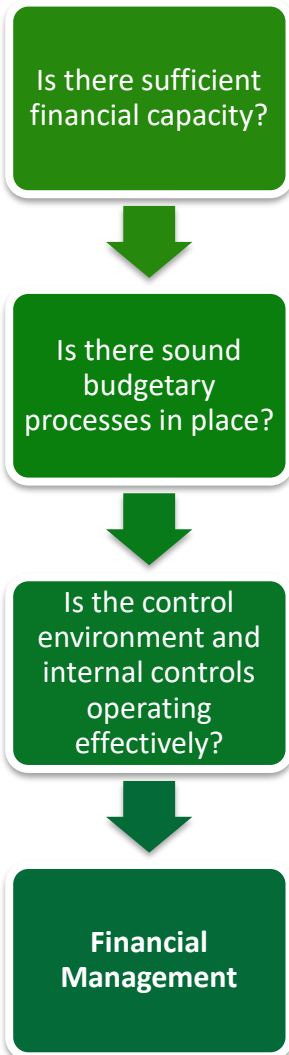 Is there sufficient
financial capacity?
Is there sound
budgetary
processes in place?
Is the control
environment and
internal controls
operating
effectively?
Financial
Management